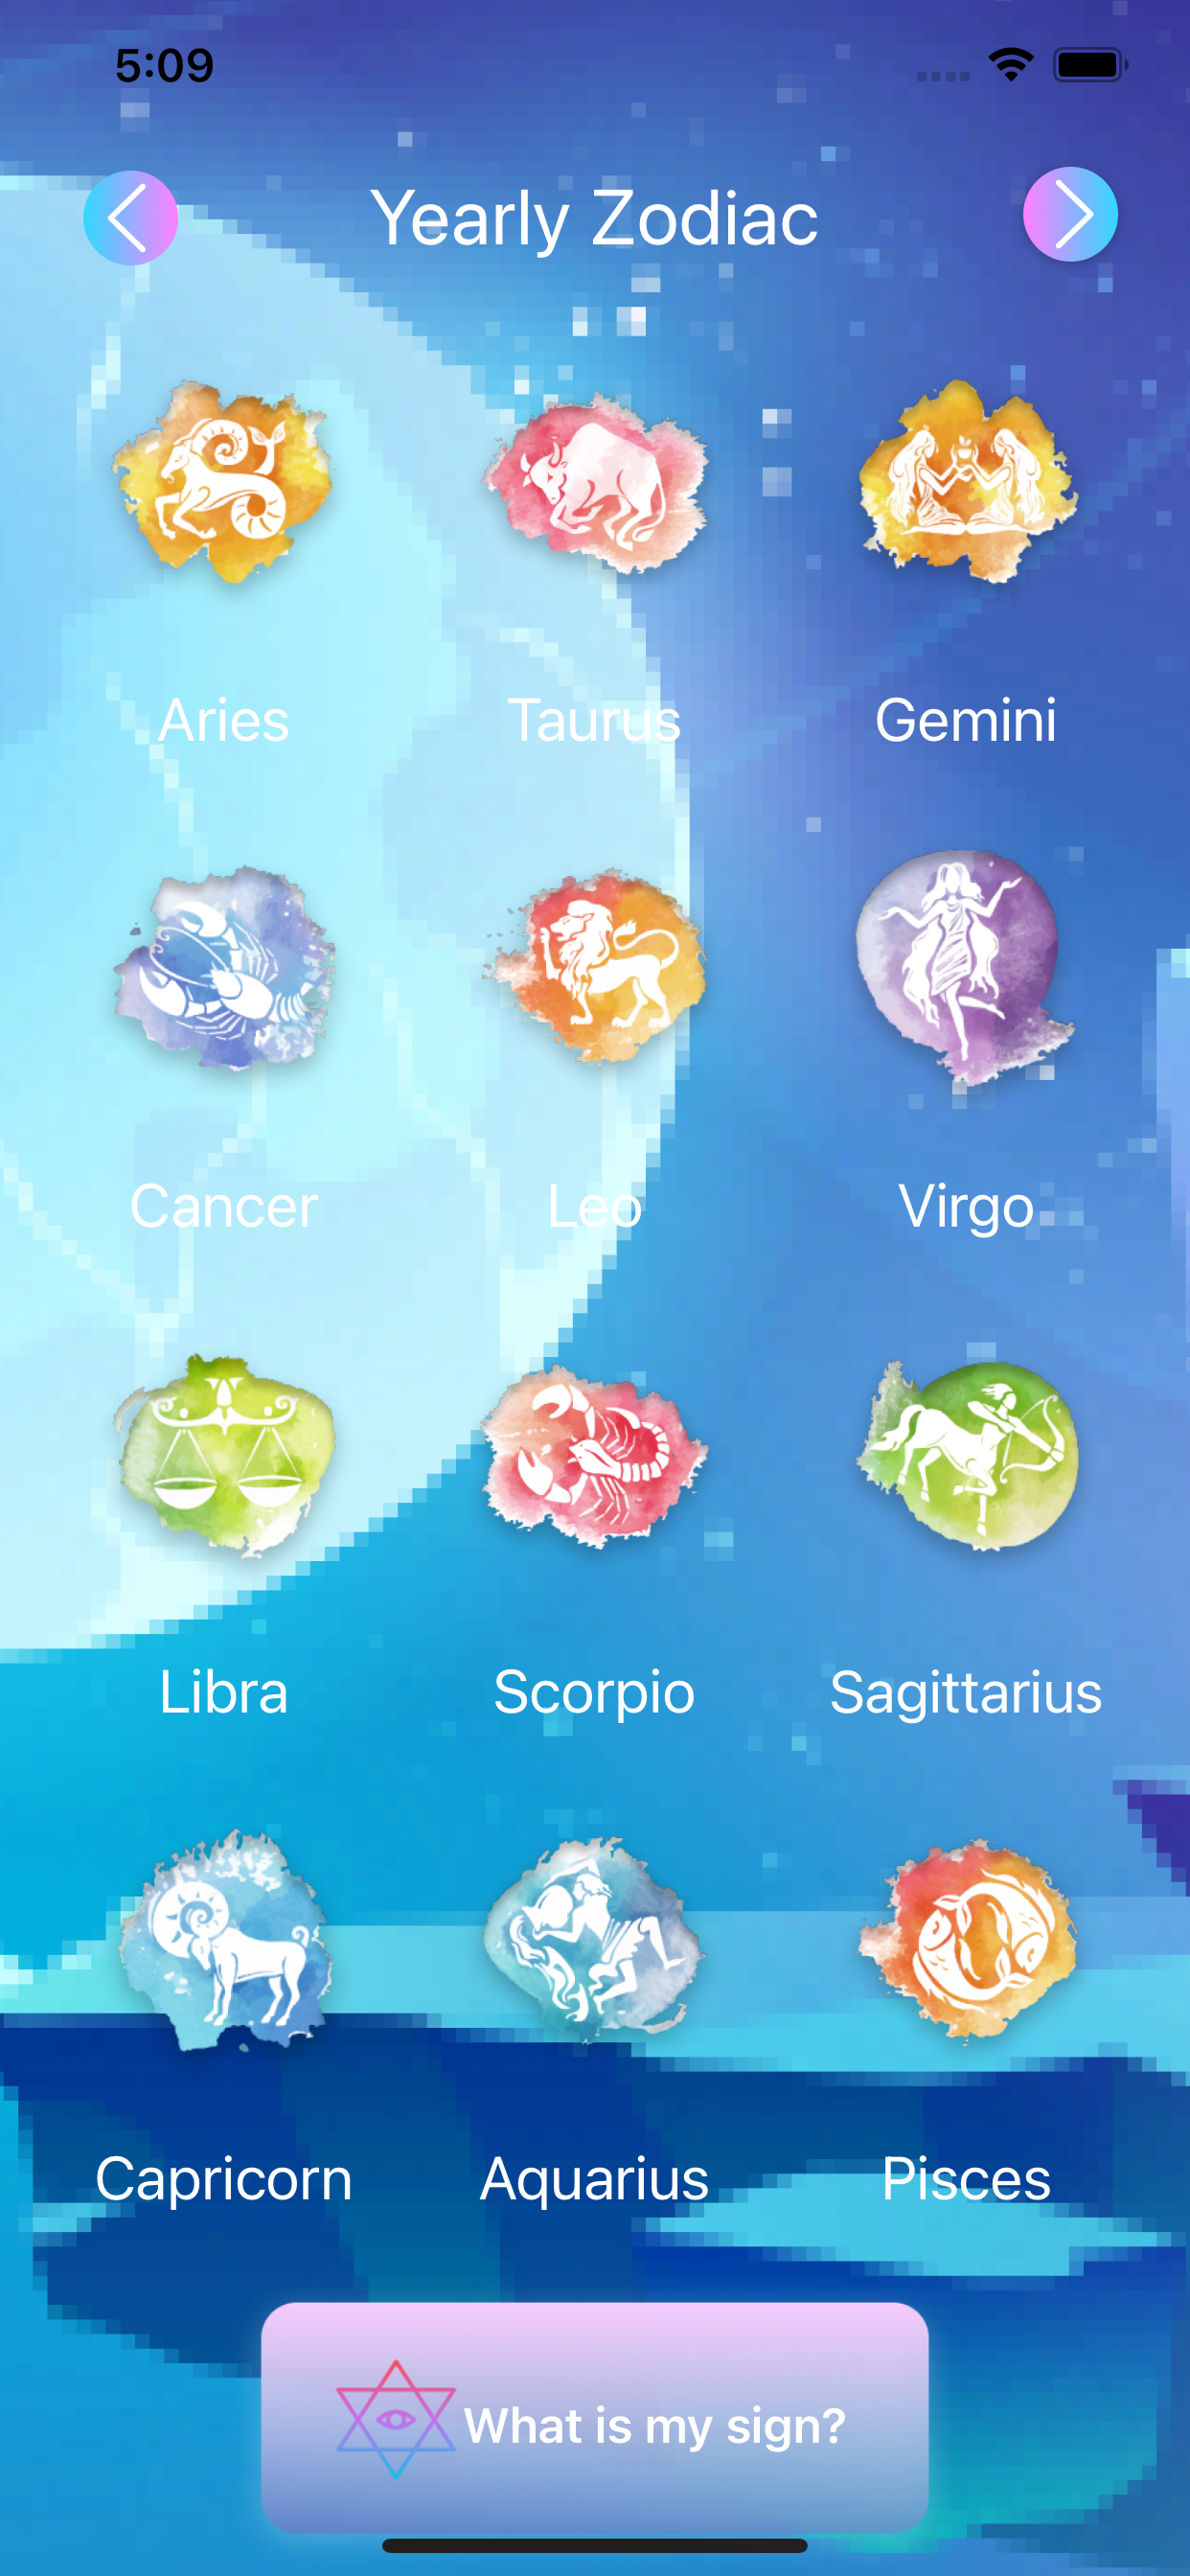 5:09
Yearly Zodiac
Aries
Taurus
Gemini
Cancer
Leo
Virgo
Libra
Scorpio
Sagittarius
Capricorn
Aquarius
Pisces
What is my sign?